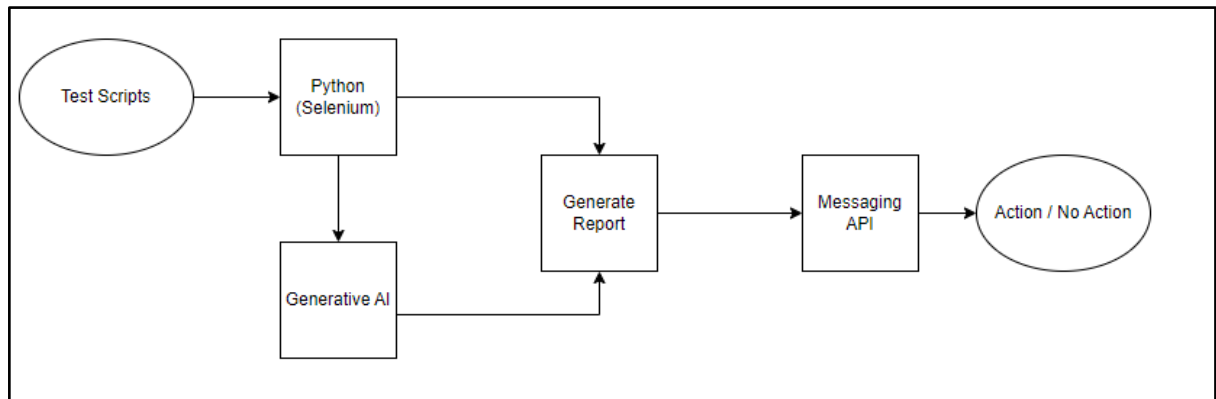 Test Scripts
Python
(Selenium)
Generative AI
Generate
Report
Messaging
API
Action / No Action